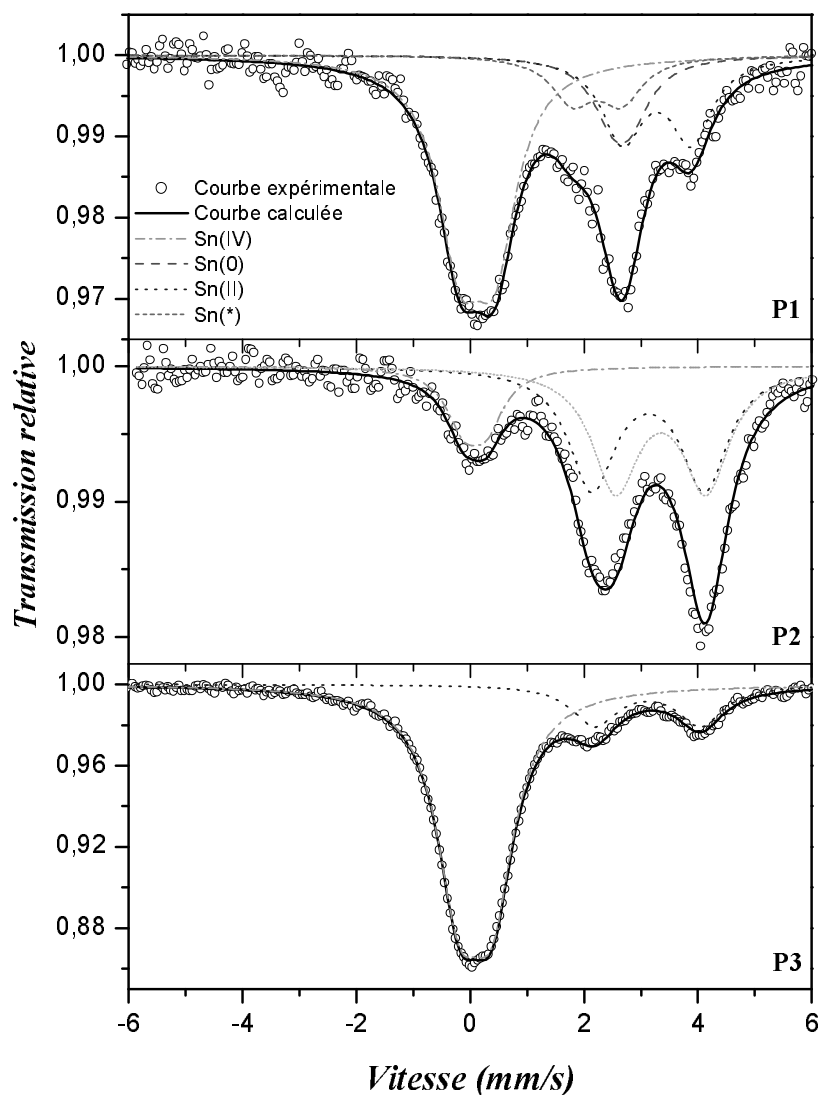 1,00
0,99
0,98
0,97
Courbe expérimentale
Courbe calculée
Sn(IV)
Sn(0)
Sn(II)
Sn(*)
P1
1,00
0,99
0,98
P2
1,00
0,96
0,92
0,88
P3
Transmission relative
-6 -4 -2 0 2 4 6
Vitesse (mm/s)